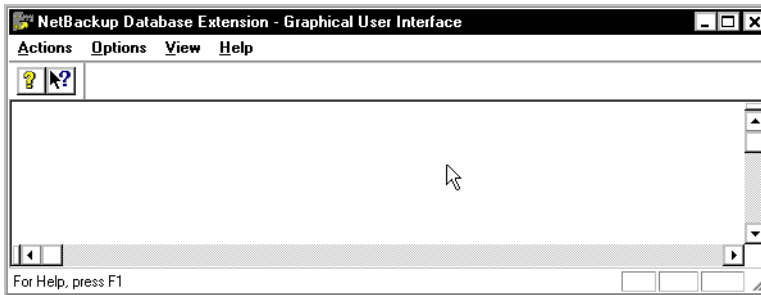 NetBackup Database Extension - Graphical User Interface
Actions Options View Help
For Help, press F1